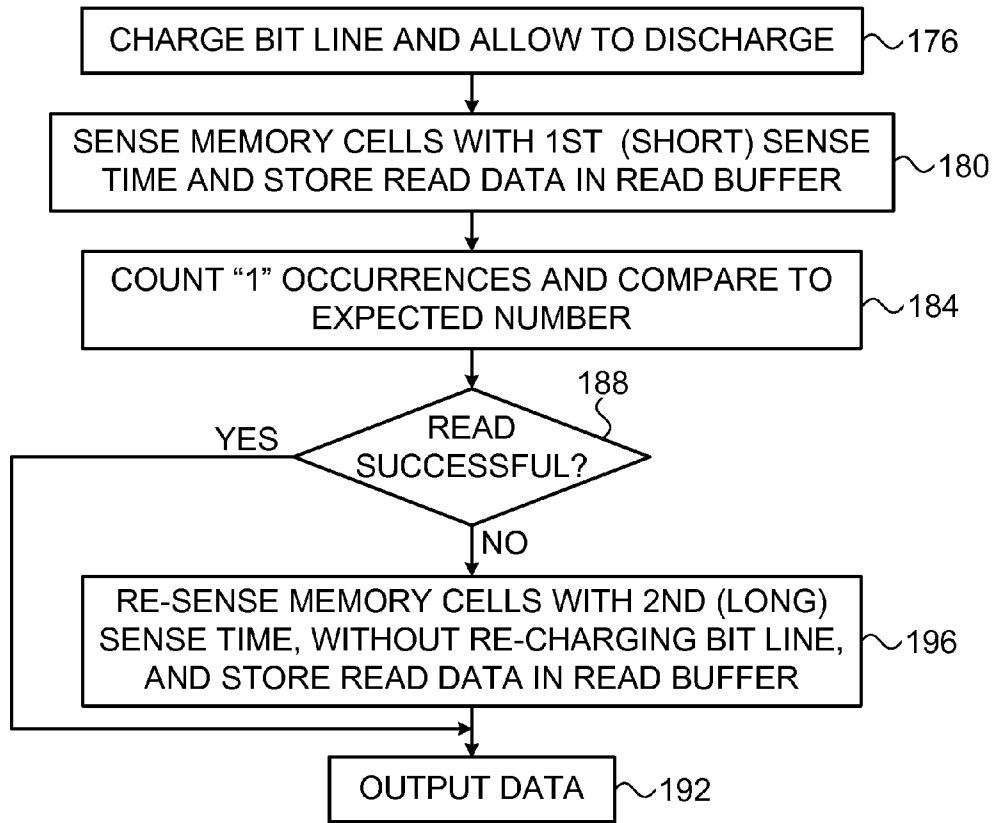 CHARGE BIT LINE AND ALLOW TO DISCHARGE
176
SENSE MEMORY CELLS WITH 1ST (SHORT) SENSE
TIME AND STORE READ DATA IN READ BUFFER
180
COUNT “1” OCCURRENCES AND COMPARE TO
EXPECTED NUMBER
184
188
READ
SUCCESSFUL?
YES
NO
RE-SENSE MEMORY CELLS WITH 2ND (LONG)
SENSE TIME, WITHOUT RE-CHARGING BIT LINE,
AND STORE READ DATA IN READ BUFFER
196
OUTPUT DATA
192